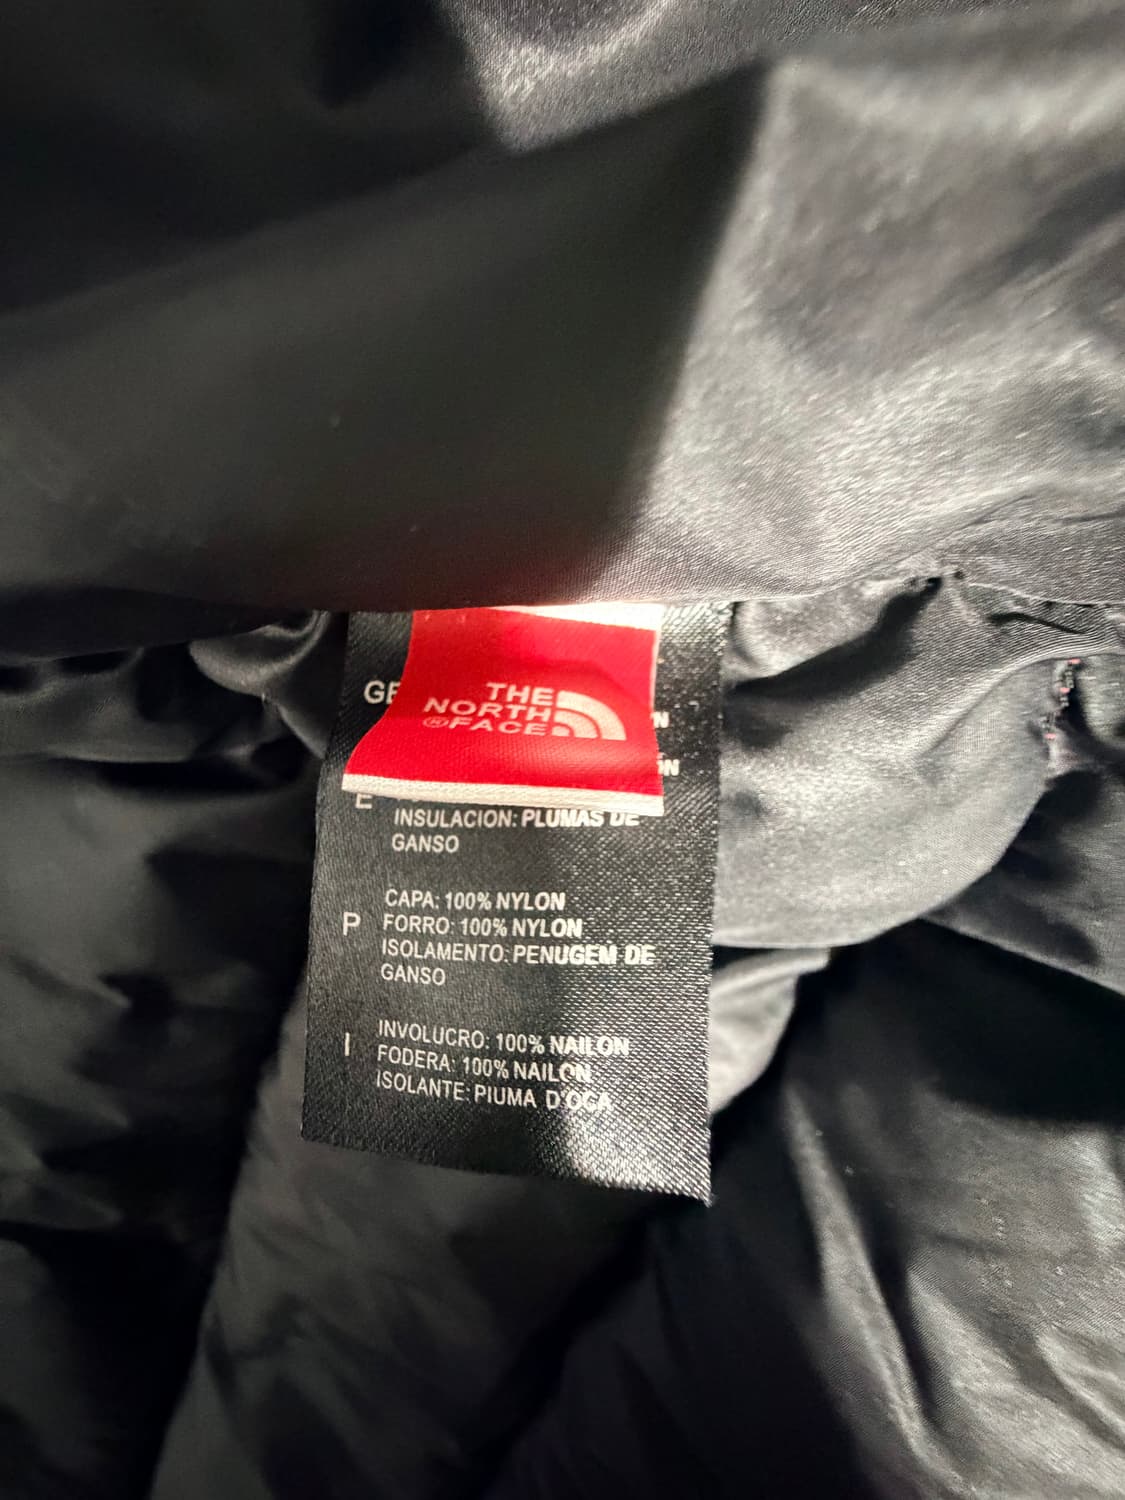 THE
NORTH
®FACE
GE
E
INSULACION: PLUMAS DE
GANSO
P
CAPA: 100% NYLON
FORRO: 100% NYLON
ISOLAMENTO: PENUGEM DE
GANSO
I
INVOLUCRO: 100% NAILON
FODERA: 100% NAILON
ISOLANTE: PIUMA D'OCA